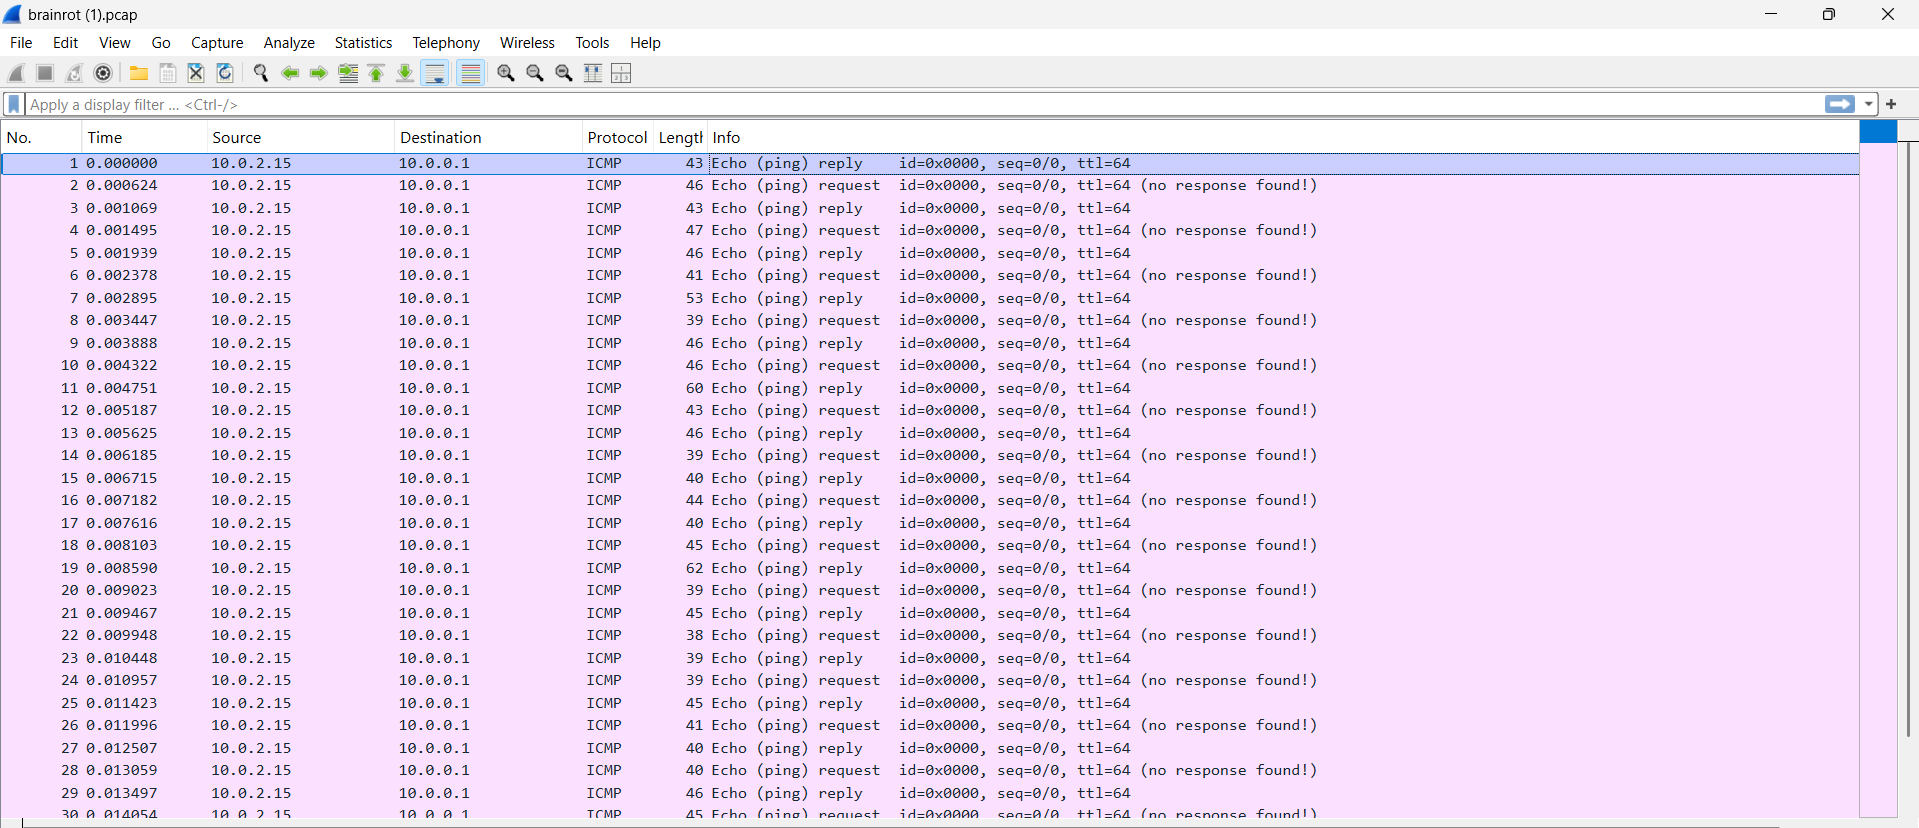 brainrot (1).pcap
File Edit View Go Capture Analyze Statistics Telephony Wireless Tools Help
Apply a display filter ... <Ctrl-/>
No. Time Source Destination Protocol Length Info
1 0.000000 10.0.2.15 10.0.0.1 ICMP 43 Echo (ping) reply id=0x0000, seq=0/0, ttl=64
2 0.000624 10.0.2.15 10.0.0.1 ICMP 46 Echo (ping) request id=0x0000, seq=0/0, ttl=64 (no response found!)
3 0.001069 10.0.2.15 10.0.0.1 ICMP 43 Echo (ping) reply id=0x0000, seq=0/0, ttl=64
4 0.001495 10.0.2.15 10.0.0.1 ICMP 47 Echo (ping) request id=0x0000, seq=0/0, ttl=64 (no response found!)
5 0.001939 10.0.2.15 10.0.0.1 ICMP 46 Echo (ping) reply id=0x0000, seq=0/0, ttl=64
6 0.002378 10.0.2.15 10.0.0.1 ICMP 41 Echo (ping) request id=0x0000, seq=0/0, ttl=64 (no response found!)
7 0.002895 10.0.2.15 10.0.0.1 ICMP 53 Echo (ping) reply id=0x0000, seq=0/0, ttl=64
8 0.003447 10.0.2.15 10.0.0.1 ICMP 39 Echo (ping) request id=0x0000, seq=0/0, ttl=64 (no response found!)
9 0.003888 10.0.2.15 10.0.0.1 ICMP 46 Echo (ping) reply id=0x0000, seq=0/0, ttl=64
10 0.004322 10.0.2.15 10.0.0.1 ICMP 46 Echo (ping) request id=0x0000, seq=0/0, ttl=64 (no response found!)
11 0.004751 10.0.2.15 10.0.0.1 ICMP 60 Echo (ping) reply id=0x0000, seq=0/0, ttl=64
12 0.005187 10.0.2.15 10.0.0.1 ICMP 43 Echo (ping) request id=0x0000, seq=0/0, ttl=64 (no response found!)
13 0.005625 10.0.2.15 10.0.0.1 ICMP 46 Echo (ping) reply id=0x0000, seq=0/0, ttl=64
14 0.006185 10.0.2.15 10.0.0.1 ICMP 39 Echo (ping) request id=0x0000, seq=0/0, ttl=64 (no response found!)
15 0.006715 10.0.2.15 10.0.0.1 ICMP 40 Echo (ping) reply id=0x0000, seq=0/0, ttl=64
16 0.007182 10.0.2.15 10.0.0.1 ICMP 44 Echo (ping) request id=0x0000, seq=0/0, ttl=64 (no response found!)
17 0.007616 10.0.2.15 10.0.0.1 ICMP 40 Echo (ping) reply id=0x0000, seq=0/0, ttl=64
18 0.008103 10.0.2.15 10.0.0.1 ICMP 45 Echo (ping) request id=0x0000, seq=0/0, ttl=64 (no response found!)
19 0.008590 10.0.2.15 10.0.0.1 ICMP 62 Echo (ping) reply id=0x0000, seq=0/0, ttl=64
20 0.009023 10.0.2.15 10.0.0.1 ICMP 39 Echo (ping) request id=0x0000, seq=0/0, ttl=64 (no response found!)
21 0.009467 10.0.2.15 10.0.0.1 ICMP 45 Echo (ping) reply id=0x0000, seq=0/0, ttl=64
22 0.009948 10.0.2.15 10.0.0.1 ICMP 38 Echo (ping) request id=0x0000, seq=0/0, ttl=64 (no response found!)
23 0.010448 10.0.2.15 10.0.0.1 ICMP 39 Echo (ping) reply id=0x0000, seq=0/0, ttl=64
24 0.010957 10.0.2.15 10.0.0.1 ICMP 39 Echo (ping) request id=0x0000, seq=0/0, ttl=64 (no response found!)
25 0.011423 10.0.2.15 10.0.0.1 ICMP 45 Echo (ping) reply id=0x0000, seq=0/0, ttl=64
26 0.011996 10.0.2.15 10.0.0.1 ICMP 41 Echo (ping) request id=0x0000, seq=0/0, ttl=64 (no response found!)
27 0.012507 10.0.2.15 10.0.0.1 ICMP 40 Echo (ping) reply id=0x0000, seq=0/0, ttl=64
28 0.013059 10.0.2.15 10.0.0.1 ICMP 40 Echo (ping) request id=0x0000, seq=0/0, ttl=64 (no response found!)
29 0.013497 10.0.2.15 10.0.0.1 ICMP 46 Echo (ping) reply id=0x0000, seq=0/0, ttl=64
30 0.014054 10.0.2.15 10.0.0.1 ICMP 45 Echo (ping) request id=0x0000, seq=0/0, ttl=64 (no response found!)